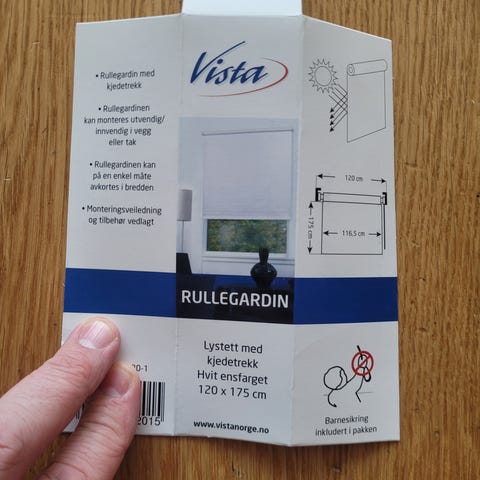 • Rullegardin med
kjedetrekk
• Rullegardinen
kan monteres utvendig/
innvendig i vegg
eller tak
• Rullegardinen kan
på en enkel måte
avkortes i bredden
• Monteringsveiledning
og tilbehør vedlagt
Vista
RULLEGARDIN
Lystett med
kjedetrekk
Hvit ensfarget
120 x 175 cm
www.vistanorge.no
120 cm
175 cm
116,5 cm
Barnesikring
inkludert i pakken